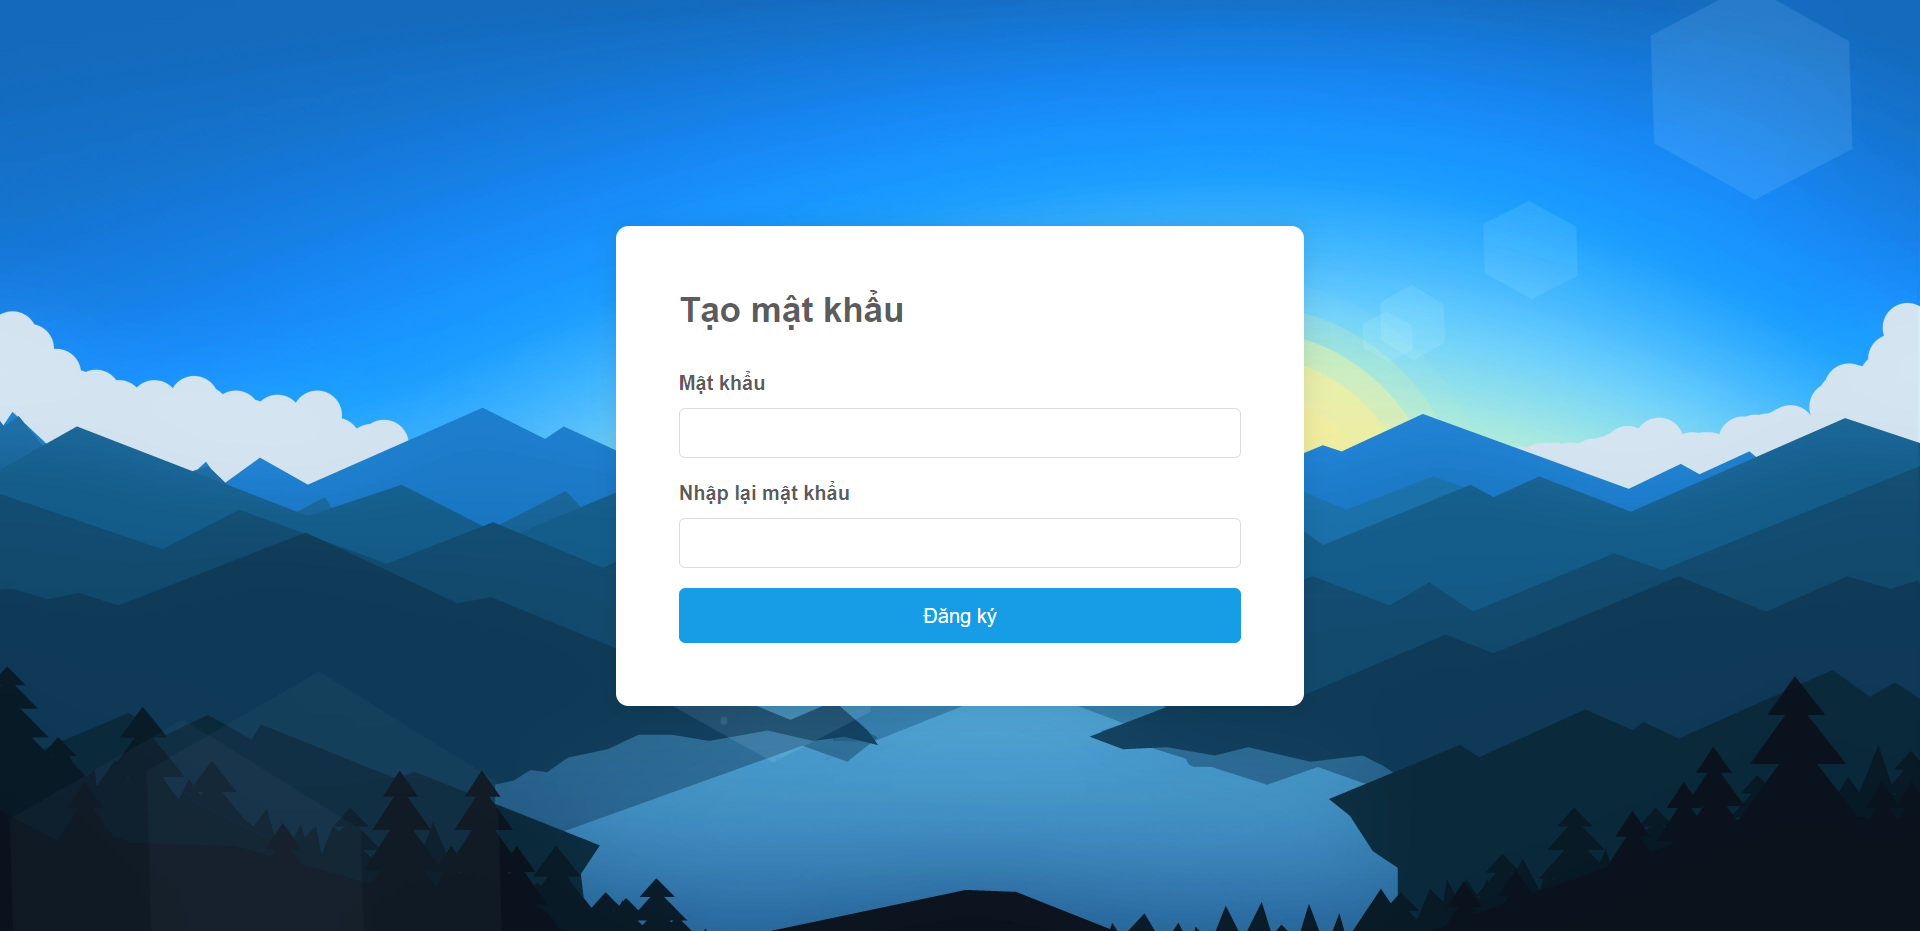 Tạo mật khẩu
Mật khẩu
Nhập lại mật khẩu
Đăng ký